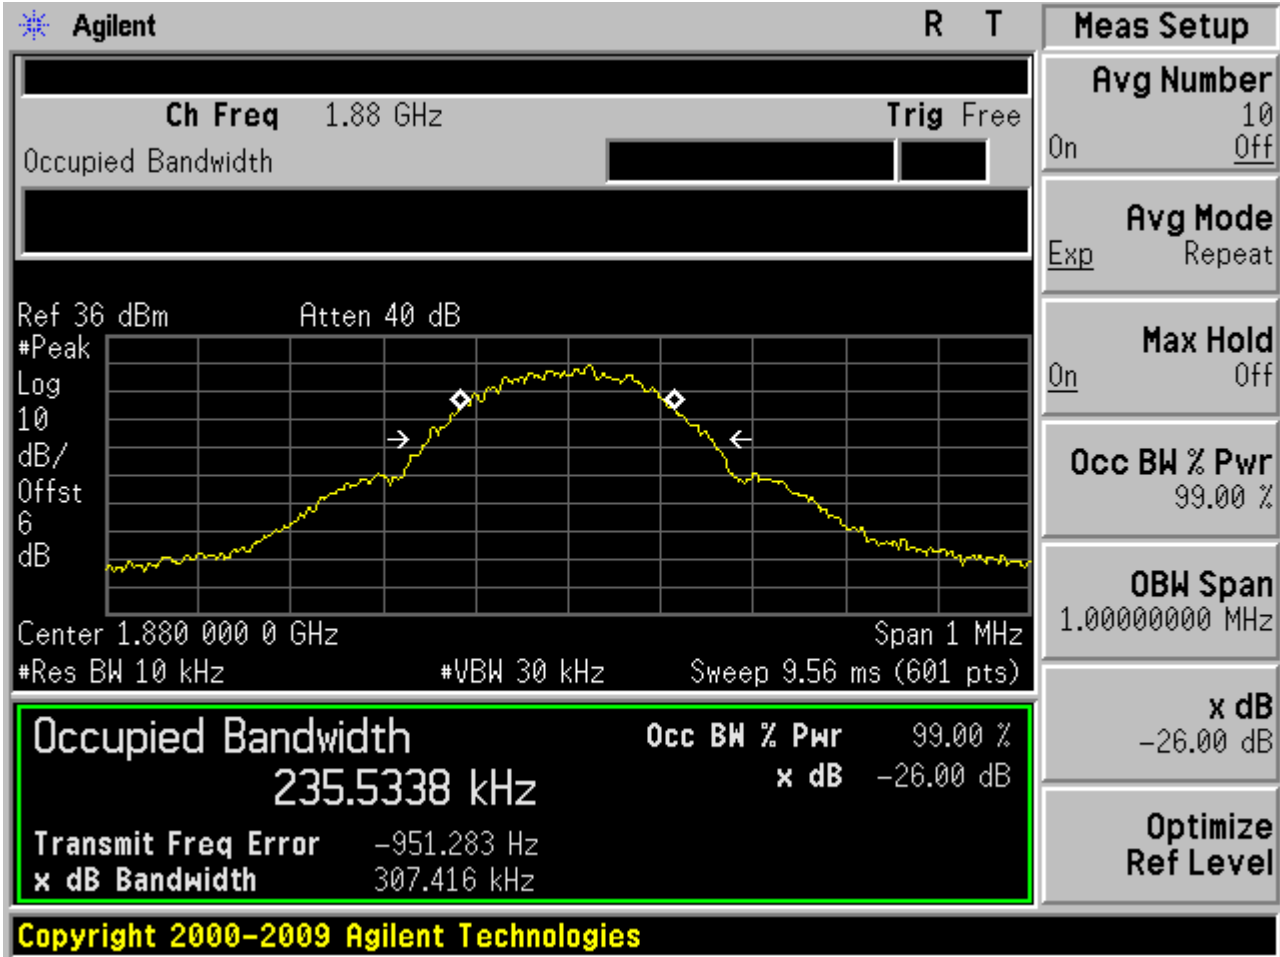 Agilent R T
Ch Freq 1.88 GHz Trig Free
Occupied Bandwidth
Ref 36 dBm Atten 40 dB
#Peak
Log
10
dB/
Offst
6
dB
Center 1.880 000 0 GHz Span 1 MHz
#Res BW 10 kHz #VBW 30 kHz Sweep 9.56 ms (601 pts)
Occupied Bandwidth Occ BW % Pwr 99.00 %
235.5338 kHz x dB -26.00 dB
Transmit Freq Error -951.283 Hz
x dB Bandwidth 307.416 kHz
Copyright 2000-2009 Agilent Technologies
Meas Setup
Avg Number
10
On Off
Avg Mode
Exp Repeat
Max Hold
On Off
Occ BW % Pwr
99.00 %
OBW Span
1.00000000 MHz
x dB
-26.00 dB
Optimize
Ref Level